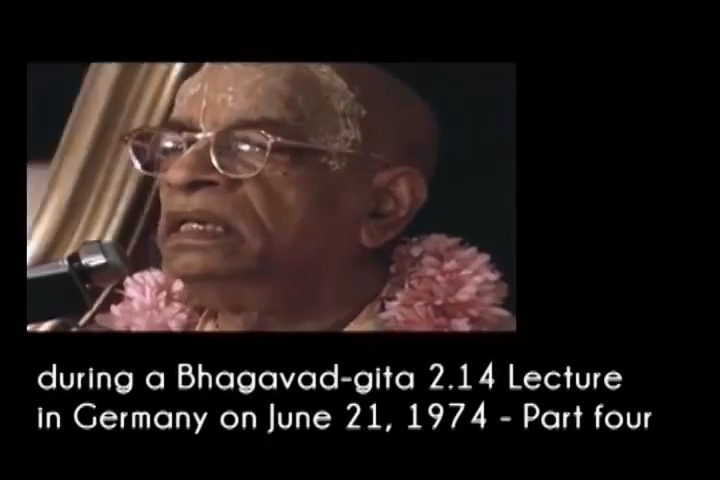 during a Bhagavad-gita 2.14 Lecture
in Germany on June 21, 1974 - Part four